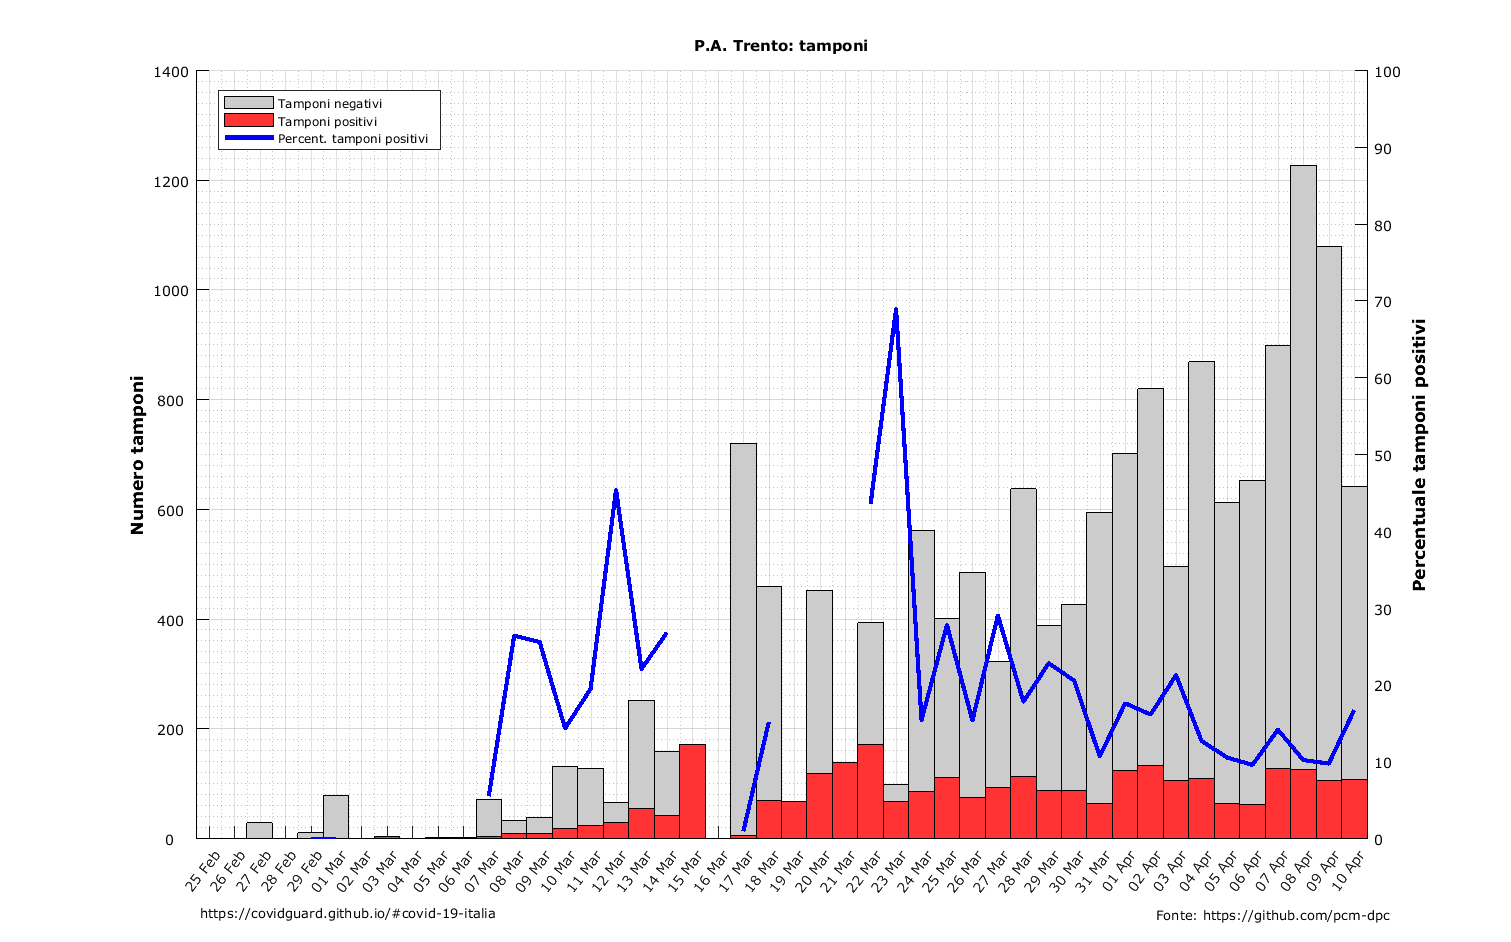 P.A. Trento: tamponi
Tamponi negativi
Tamponi positivi
Percent. tamponi positivi
Numero tamponi
0
200
400
600
800
1000
1200
1400
Percentuale tamponi positivi
0
10
20
30
40
50
60
70
80
90
100
25 Feb
26 Feb
27 Feb
28 Feb
29 Feb
01 Mar
02 Mar
03 Mar
04 Mar
05 Mar
06 Mar
07 Mar
08 Mar
09 Mar
10 Mar
11 Mar
12 Mar
13 Mar
14 Mar
15 Mar
16 Mar
17 Mar
18 Mar
19 Mar
20 Mar
21 Mar
22 Mar
23 Mar
24 Mar
25 Mar
26 Mar
27 Mar
28 Mar
29 Mar
30 Mar
31 Mar
01 Apr
02 Apr
03 Apr
04 Apr
05 Apr
06 Apr
07 Apr
08 Apr
09 Apr
10 Apr
https://covidguard.github.io/#covid-19-italia
Fonte: https://github.com/pcm-dpc